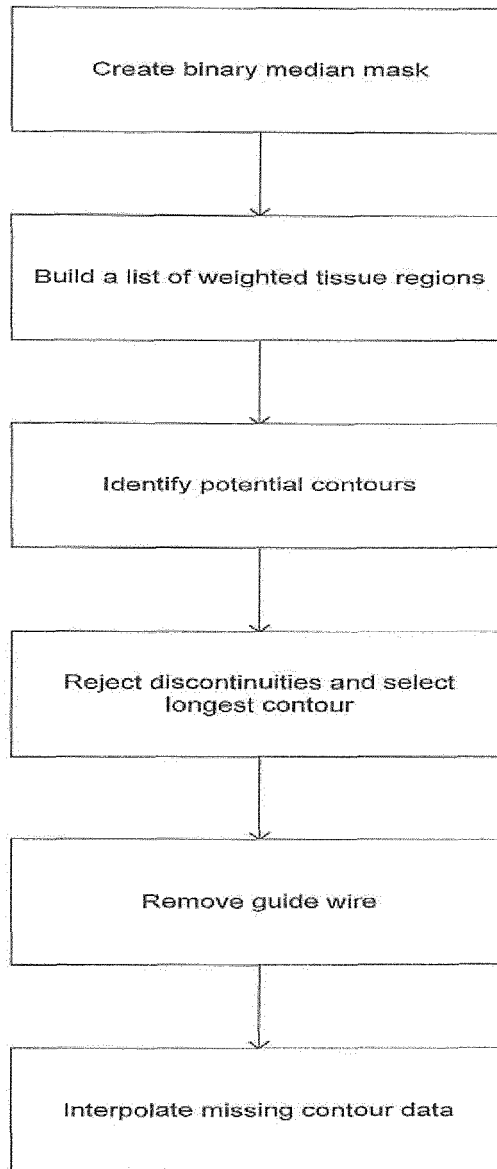 Create binary median mask
Build a list of weighted tissue regions
Identify potential contours
Reject discontinuities and select
longest contour
Remove guide wire
Interpolate missing contour data